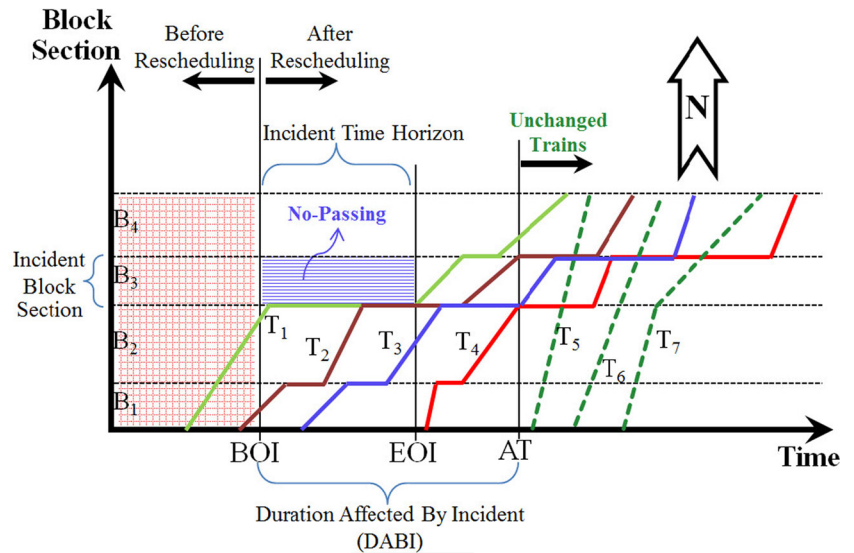 Block
Section
Before
Rescheduling
After
Rescheduling
N
Incident Time Horizon
Unchanged
Trains
No-Passing
B4
Incident
Block
Section
B3
B2
B1
T1
T2
T3
T4
T5
T6
T7
BOI
EOI
AT
Time
Duration Affected By Incident
(DABI)